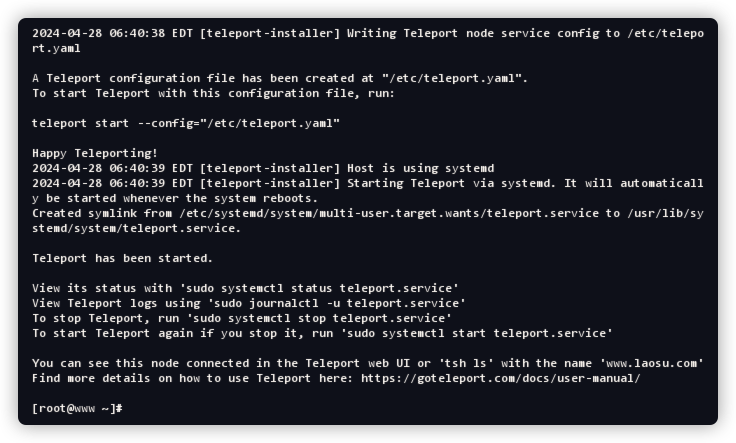 2024-04-28 06:40:38 EDT [teleport-installer] Writing Teleport node service config to /etc/telepo
rt.yaml
A Teleport configuration file has been created at "/etc/teleport.yaml".
To start Teleport with this configuration file, run:
teleport start --config="/etc/teleport.yaml"
Happy Teleporting!
2024-04-28 06:40:39 EDT [teleport-installer] Host is using systemd
2024-04-28 06:40:39 EDT [teleport-installer] Starting Teleport via systemd. It will automaticall
y be started whenever the system reboots.
Created symlink from /etc/systemd/system/multi-user.target.wants/teleport.service to /usr/lib/sy
stemd/system/teleport.service.
Teleport has been started.
View its status with 'sudo systemctl status teleport.service'
View Teleport logs using 'sudo journalctl -u teleport.service'
To stop Teleport, run 'sudo systemctl stop teleport.service'
To start Teleport again if you stop it, run 'sudo systemctl start teleport.service'
You can see this node connected in the Teleport web UI or 'tsh ls' with the name 'www.laosu.com'
Find more details on how to use Teleport here: https://goteleport.com/docs/user-manual/
[root@www ~]#